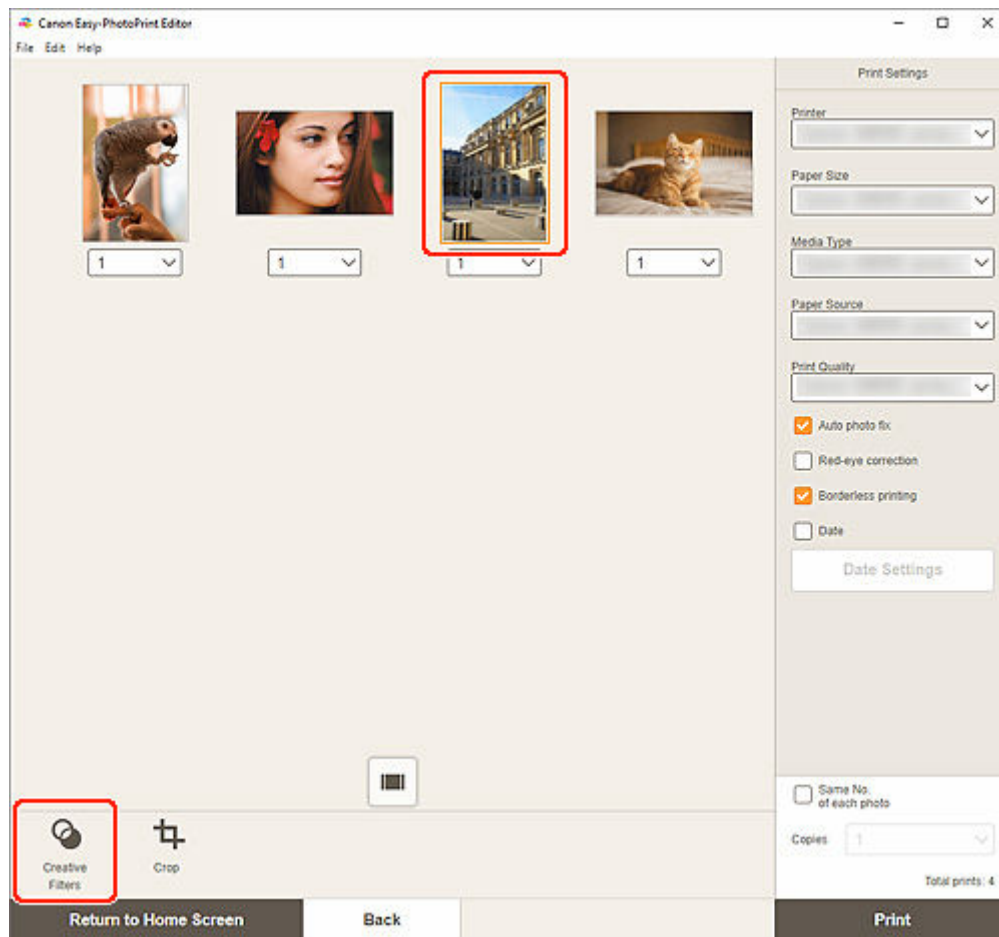 Canon Easy-PhotoPrint Editor
File Edit Help
Print Settings
Printer
Paper Size
Media Type
Paper Source
Print Quality
1
1
1
1
Auto photo fix
Red-eye correction
Borderless printing
Date
Date Settings
Same No.
of each photo
Copies 1
Total prints: 4
Creative
Filters
Crop
Return to Home Screen
Back
Print